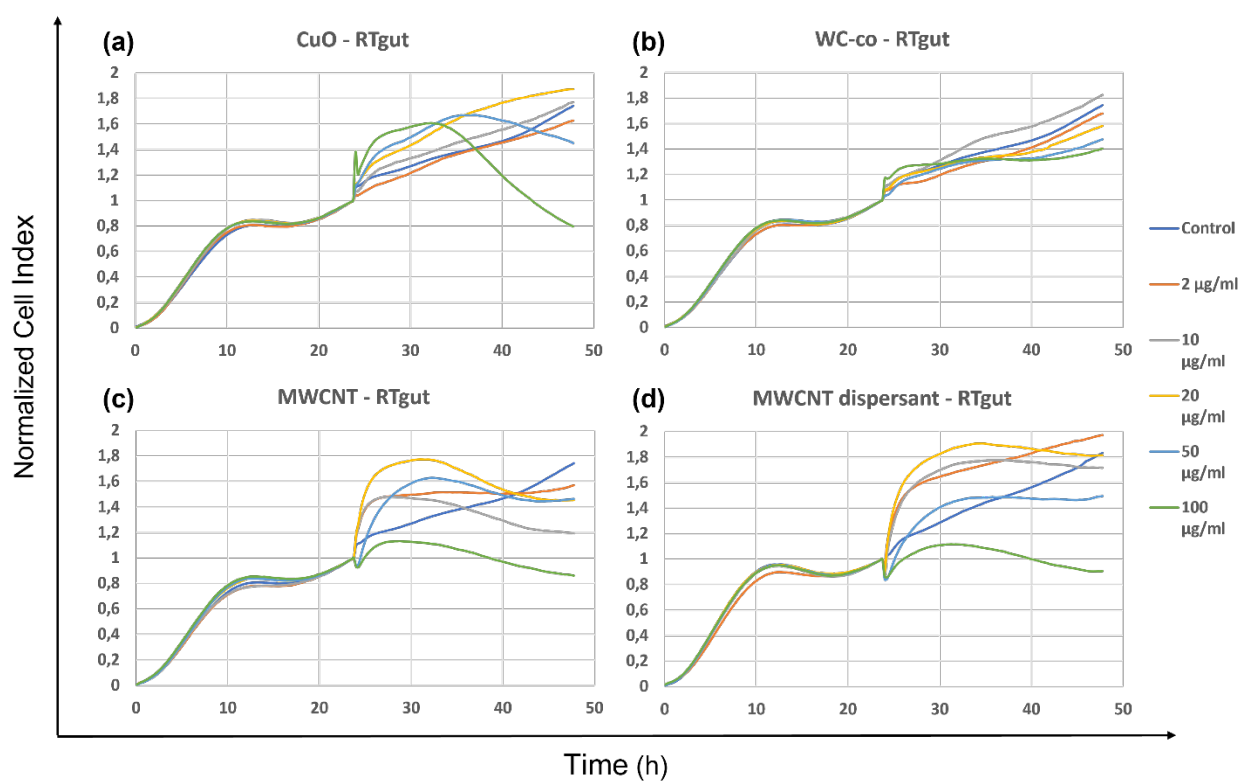 (a)
CuO - RTgut
2
1,8
1,6
1,4
1,2
1
0,8
0,6
0,4
0,2
0
0 10 20 30 40 50
(b)
WC-co - RTgut
2
1,8
1,6
1,4
1,2
1
0,8
0,6
0,4
0,2
0
0 10 20 30 40 50
(c)
MWCNT - RTgut
2
1,8
1,6
1,4
1,2
1
0,8
0,6
0,4
0,2
0
0 10 20 30 40 50
(d)
MWCNT dispersant - RTgut
2
1,8
1,6
1,4
1,2
1
0,8
0,6
0,4
0,2
0
0 10 20 30 40 50
Control
2 µg/ml
10
µg/ml
20
µg/ml
50
µg/ml
100
µg/ml
Normalized Cell Index
Time (h)